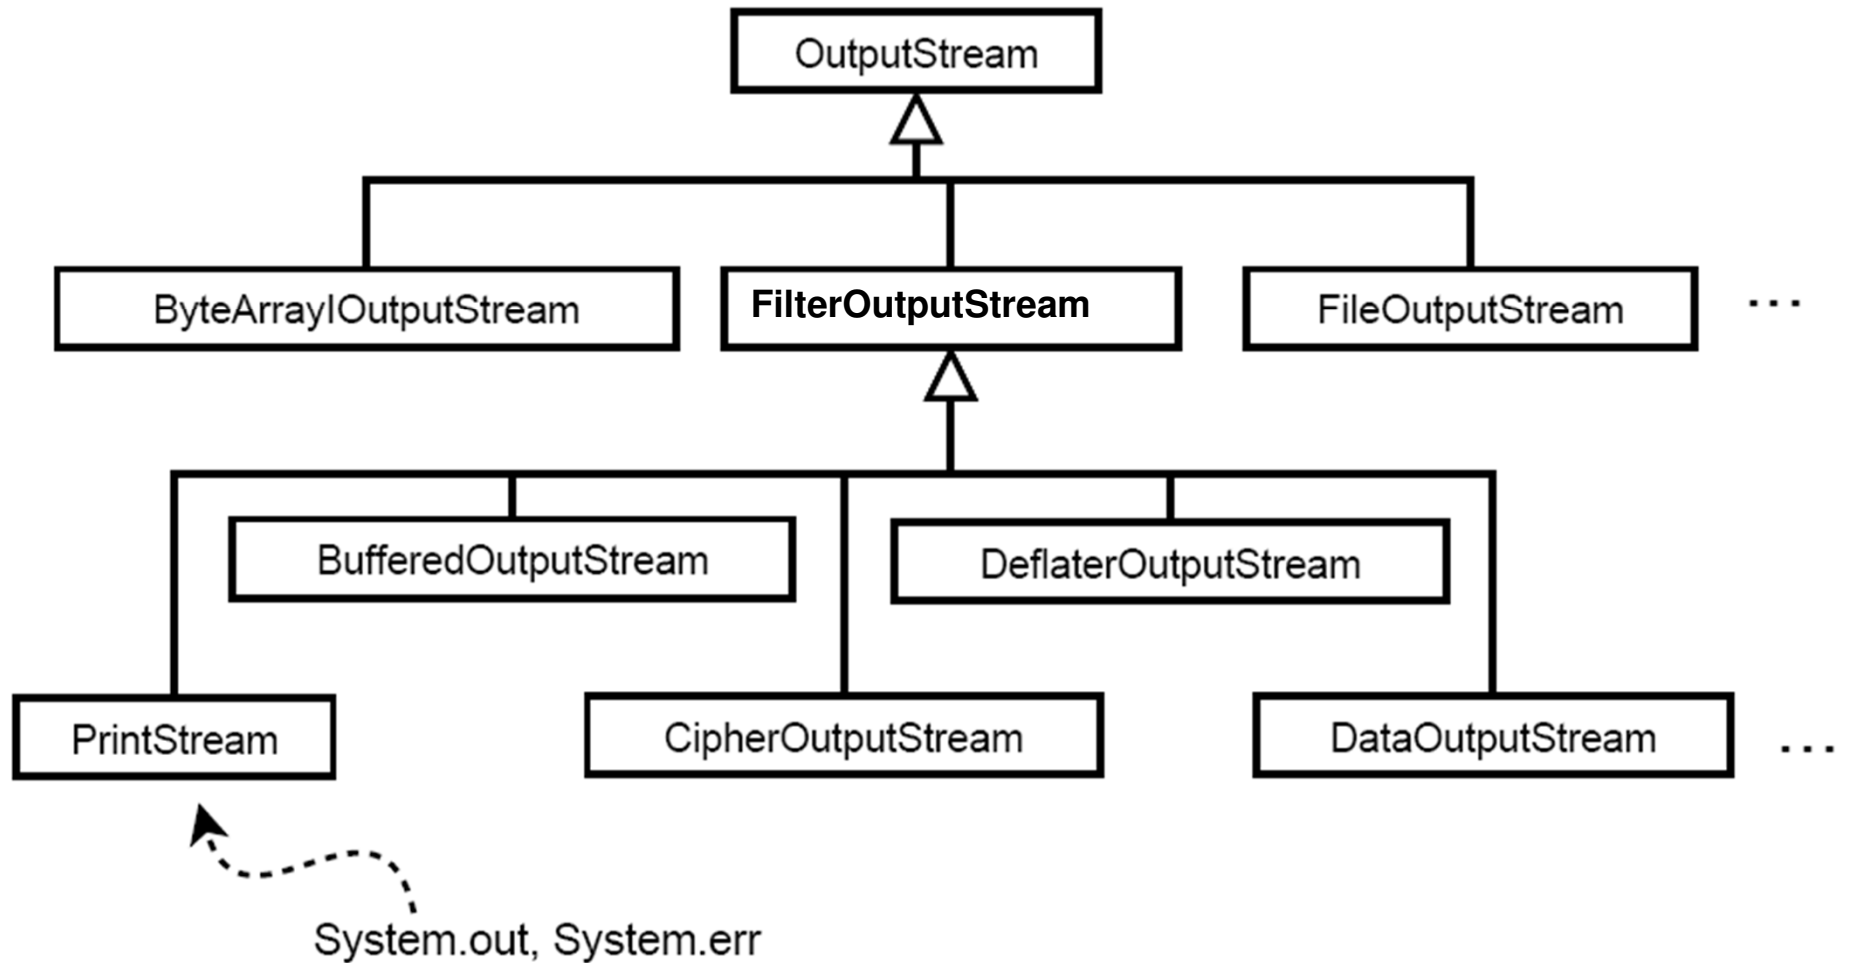 OutputStream
ByteArrayIOutputStream
FilterOutputStream
FileOutputStream
...
BufferedOutputStream
DeflaterOutputStream
PrintStream
CipherOutputStream
DataOutputStream
...
System.out, System.err